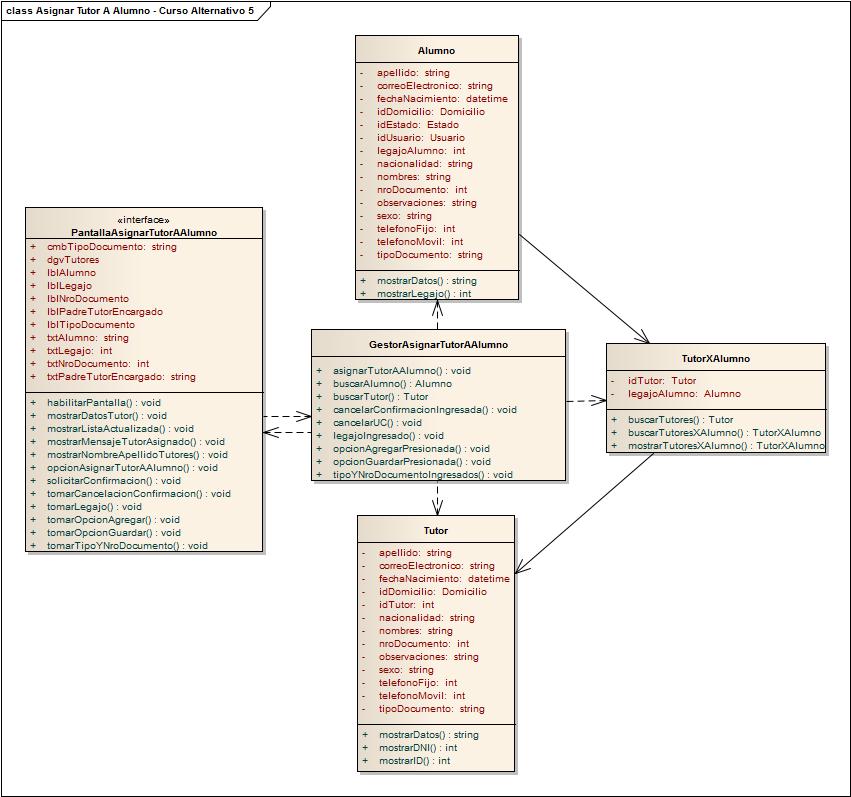 class Asignar Tutor A Alumno - Curso Alternativo 5
Alumno
- apellido: string
- correoElectronico: string
- fechaNacimiento: datetime
- idDomicilio: Domicilio
- idEstado: Estado
- idUsuario: Usuario
- legajoAlumno: int
- nacionalidad: string
- nombres: string
- nroDocumento: int
- observaciones: string
- sexo: string
- telefonoFijo: int
- telefonoMovil: int
- tipoDocumento: string
+ mostrarDatos() : string
+ mostrarLegajo() : int
«interface»
PantallaAsignarTutorAAlumno
+ cmbTipoDocumento: string
+ dgvTutores
+ lblAlumno
+ lblLegajo
+ lblNroDocumento
+ lblPadreTutorEncargado
+ lblTipoDocumento
+ txtAlumno: string
+ txtLegajo: int
+ txtNroDocumento: int
+ txtPadreTutorEncargado: string
+ habilitarPantalla() : void
+ mostrarDatosTutor() : void
+ mostrarListaActualizada() : void
+ mostrarMensajeTutorAsignado() : void
+ mostrarNombreApellidoTutores() : void
+ opcionAsignarTutorAAlumno() : void
+ solicitarConfirmacion() : void
+ tomarCancelacionConfirmacion() : void
+ tomarLegajo() : void
+ tomarOpcionAgregar() : void
+ tomarOpcionGuardar() : void
+ tomarTipoYNroDocumento() : void
GestorAsignarTutorAAlumno
+ asignarTutorAAlumno() : void
+ buscarAlumno() : Alumno
+ buscarTutor() : Tutor
+ cancelarConfirmacionIngresada() : void
+ cancelarUC() : void
+ legajoIngresado() : void
+ opcionAgregarPresionada() : void
+ opcionGuardarPresionada() : void
+ tipoYNroDocumentoIngresados() : void
TutorXAlumno
- idTutor: Tutor
- legajoAlumno: Alumno
+ buscarTutores() : Tutor
+ buscarTutoresXAlumno() : TutorXAlumno
+ mostrarTutoresXAlumno() : TutorXAlumno
Tutor
- apellido: string
- correoElectronico: string
- fechaNacimiento: datetime
- idDomicilio: Domicilio
- idTutor: int
- nacionalidad: string
- nombres: string
- nroDocumento: int
- observaciones: string
- sexo: string
- telefonoFijo: int
- telefonoMovil: int
- tipoDocumento: string
+ mostrarDatos() : string
+ mostrarDNI() : int
+ mostrarID() : int